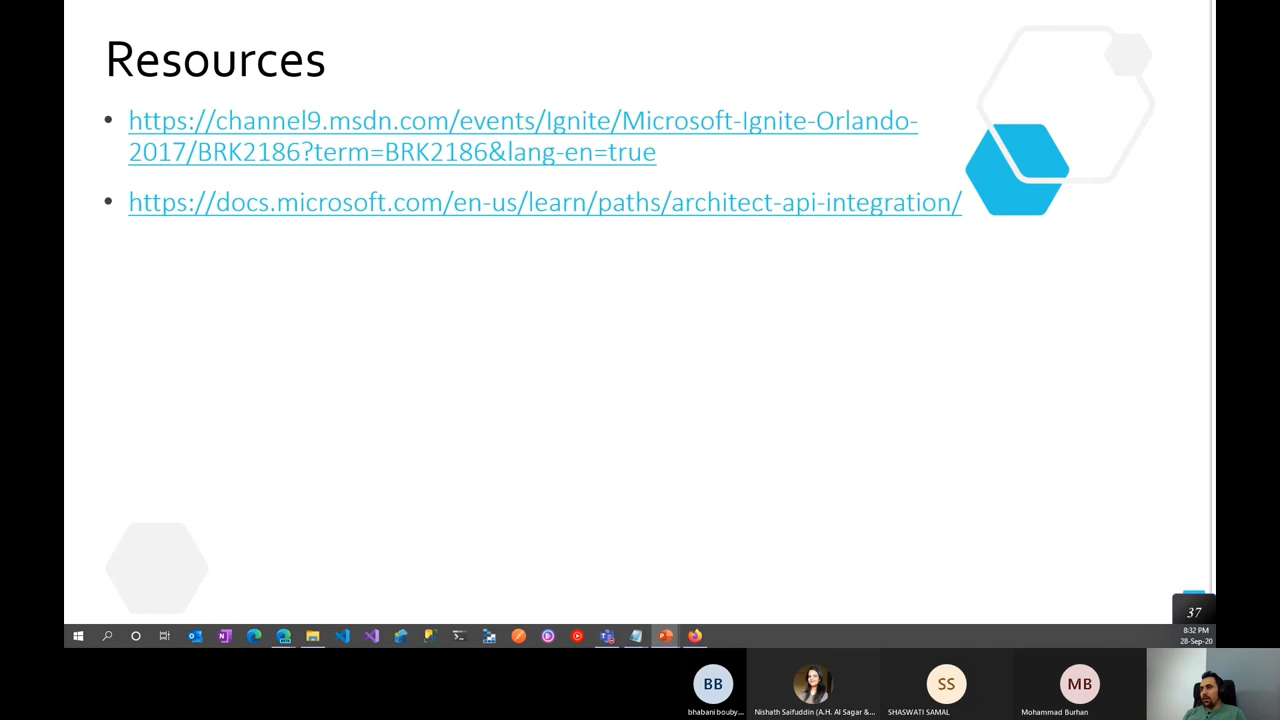 Resources
• https://channel9.msdn.com/events/Ignite/Microsoft-Ignite-Orlando-
2017/BRK2186?term=BRK2186&lang-en=true
• https://docs.microsoft.com/en-us/learn/paths/architect-api-integration/
37
8:32 PM
28-Sep-20
BB
SS
MB
bhabani bouby...
Nishath Saifuddin (A.H. Al Sagar &...
SHASWATI SAMAL
Mohammad Burhan